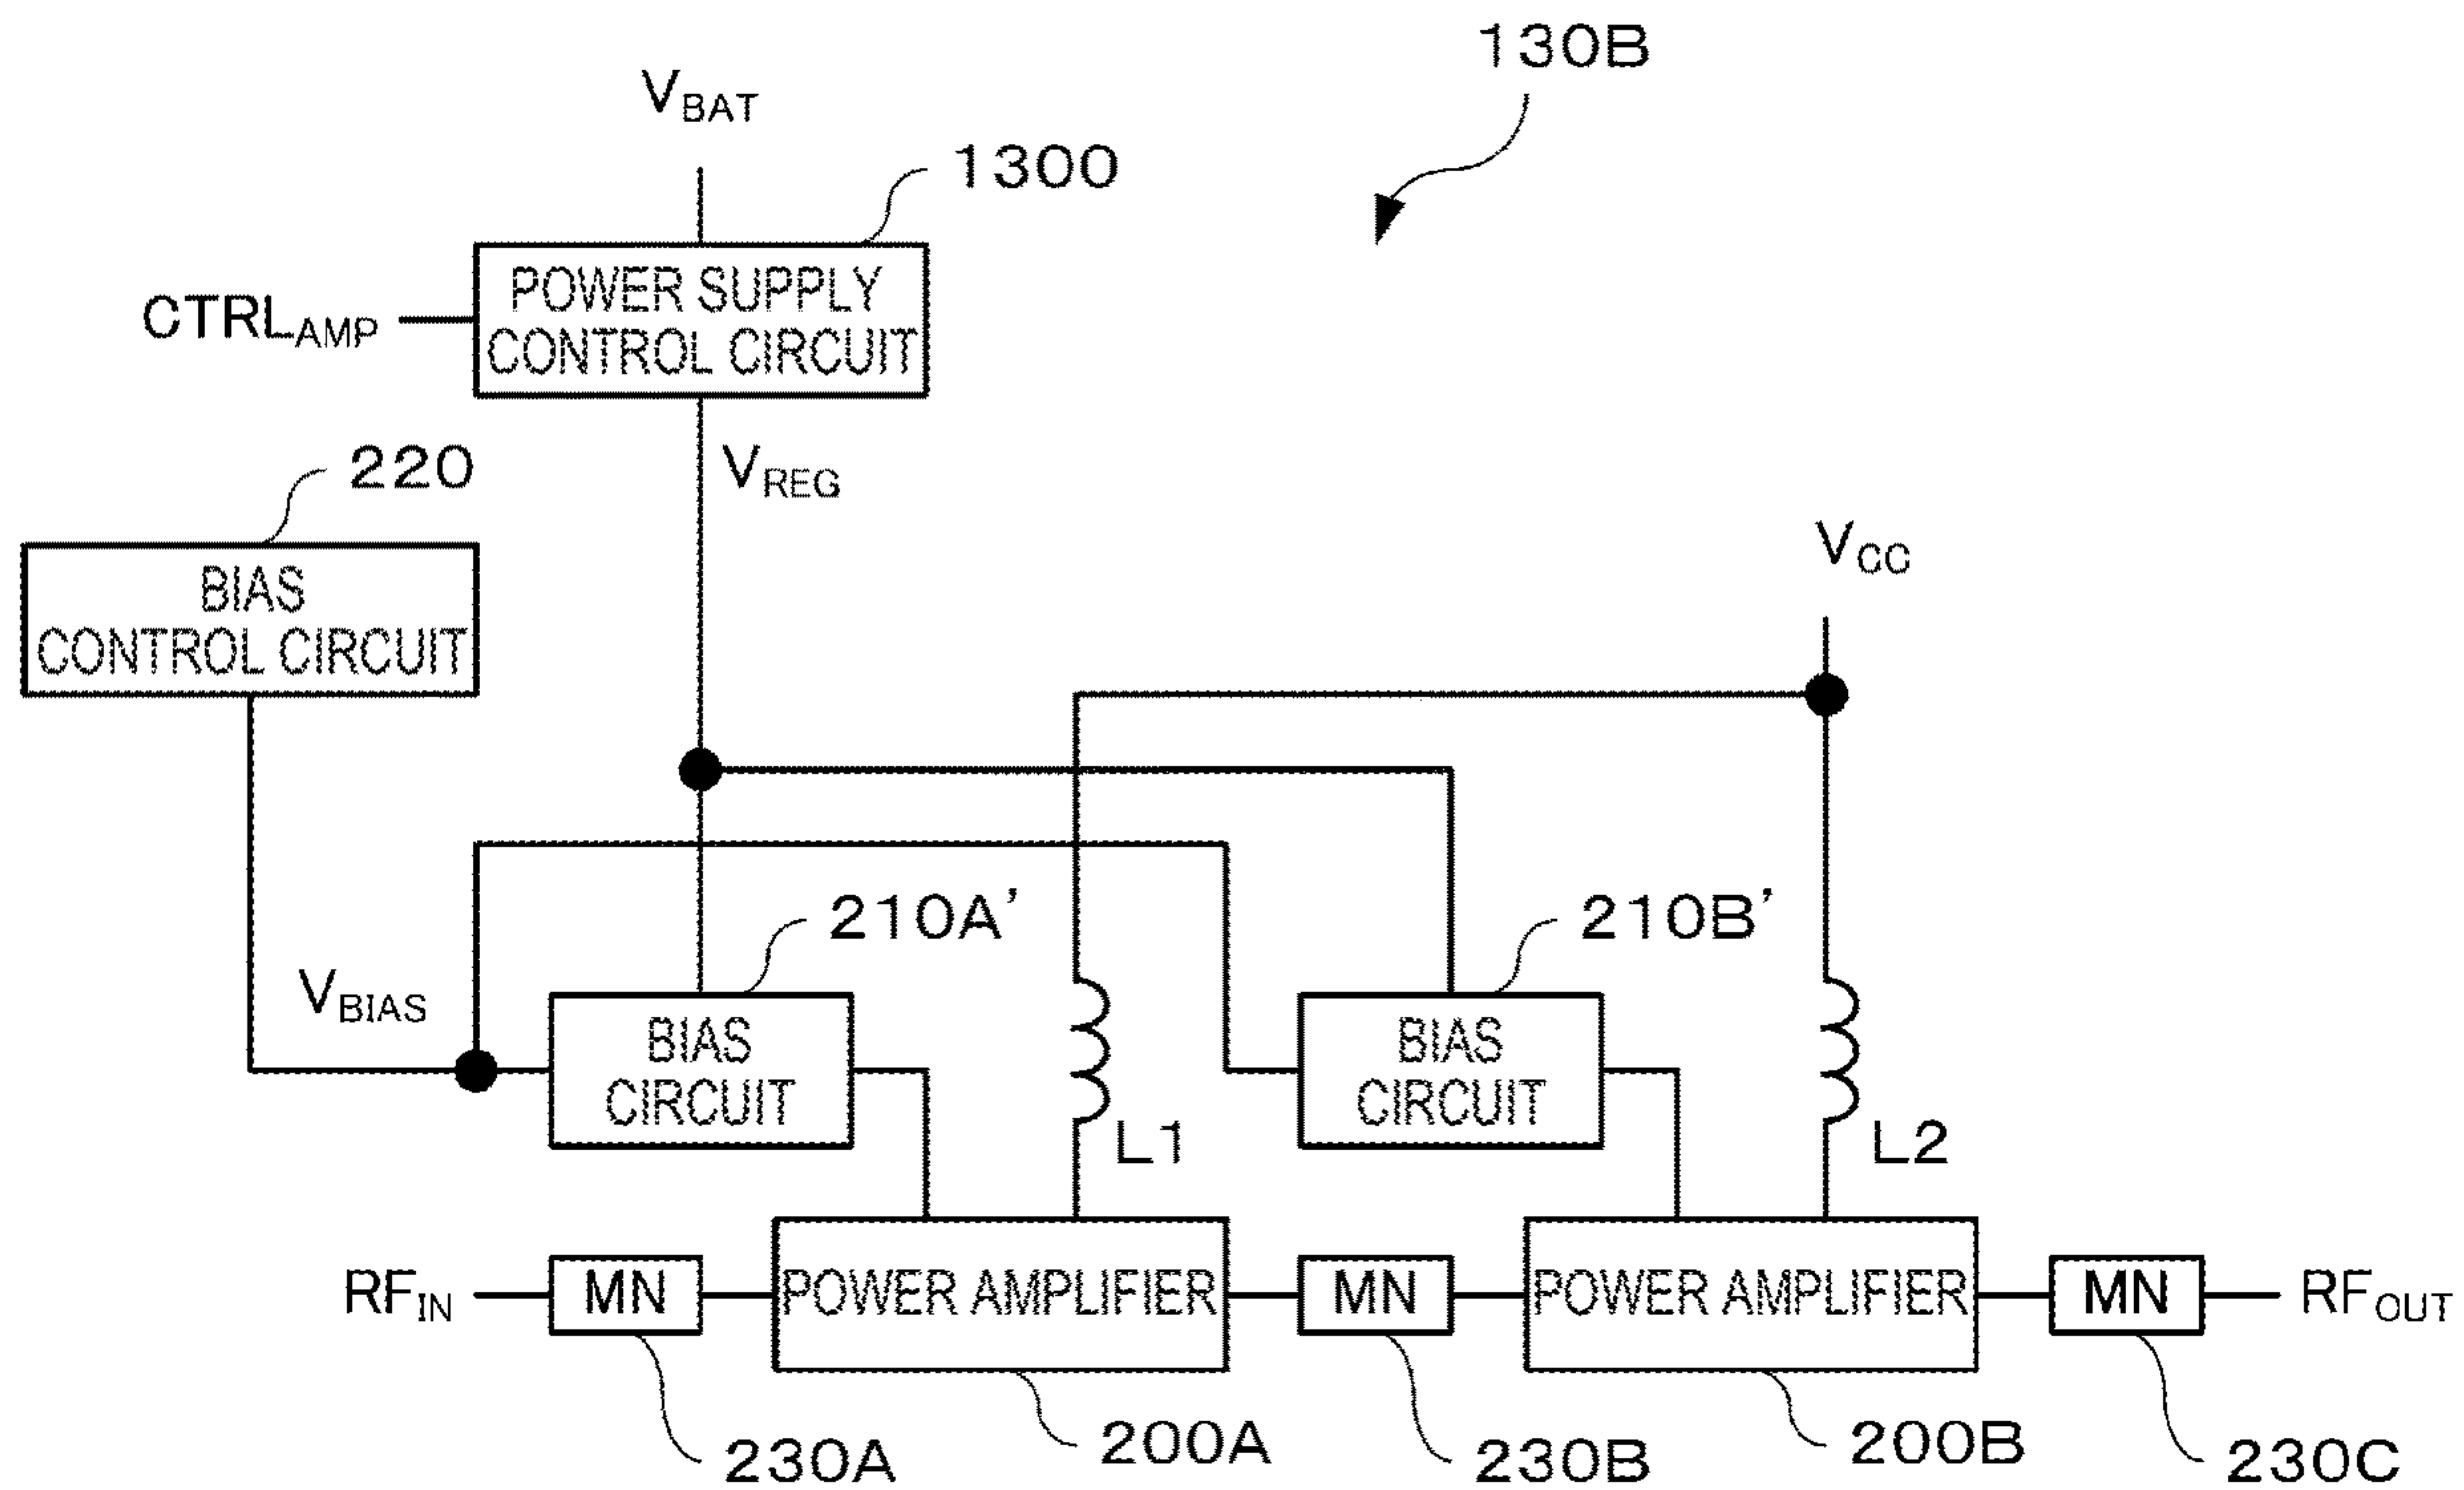 130B
VBAT
1300
POWER SUPPLY
CONTROL CIRCUIT
CTRLAMP
220
VREG
BIAS
CONTROL CIRCUIT
VCC
210A'
210B'
VBIAS
BIAS
CIRCUIT
BIAS
CIRCUIT
L1
L2
RFIN
MN
POWER AMPLIFIER
MN
POWER AMPLIFIER
MN
RFOUT
230A
200A
230B
200B
230C